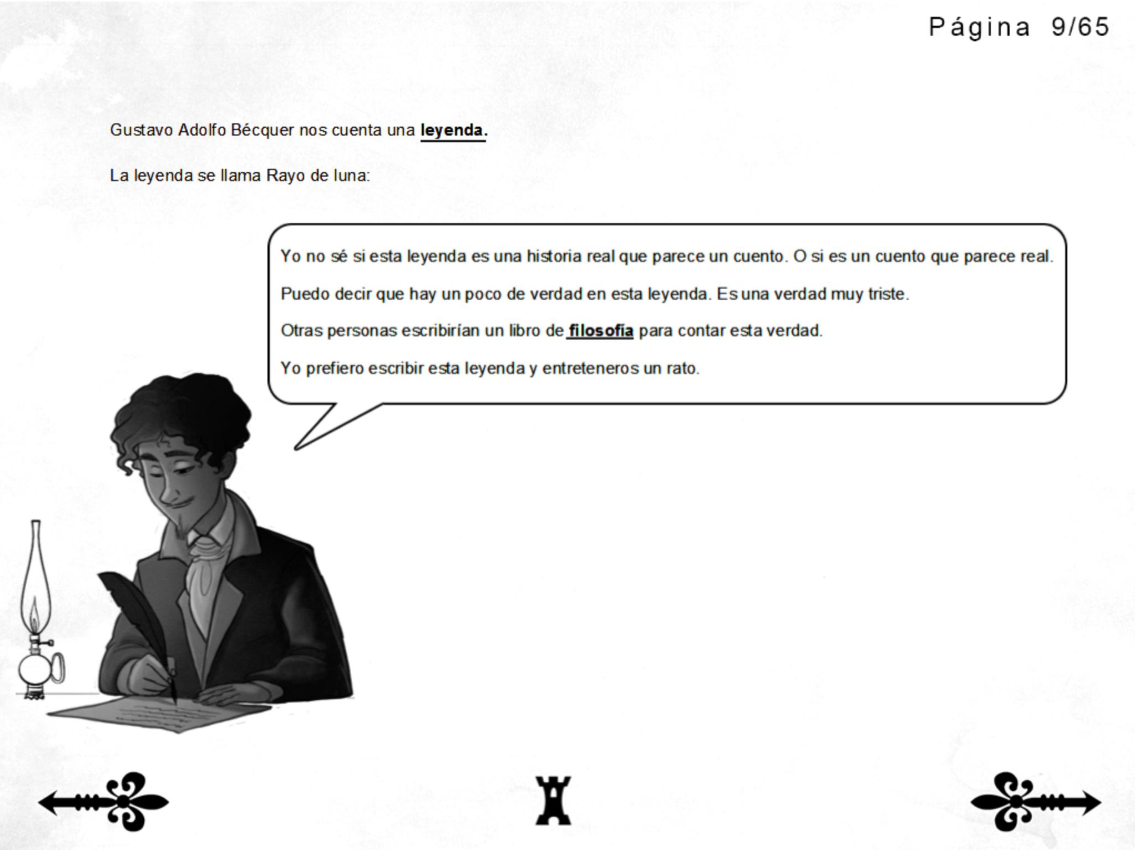 Página 9/65
Gustavo Adolfo Bécquer nos cuenta una leyenda.
La leyenda se llama Rayo de luna:
Yo no sé si esta leyenda es una historia real que parece un cuento. O si es un cuento que parece real.
Puedo decir que hay un poco de verdad en esta leyenda. Es una verdad muy triste.
Otras personas escribirían un libro de filosofía para contar esta verdad.
Yo prefiero escribir esta leyenda y entreteneros un rato.